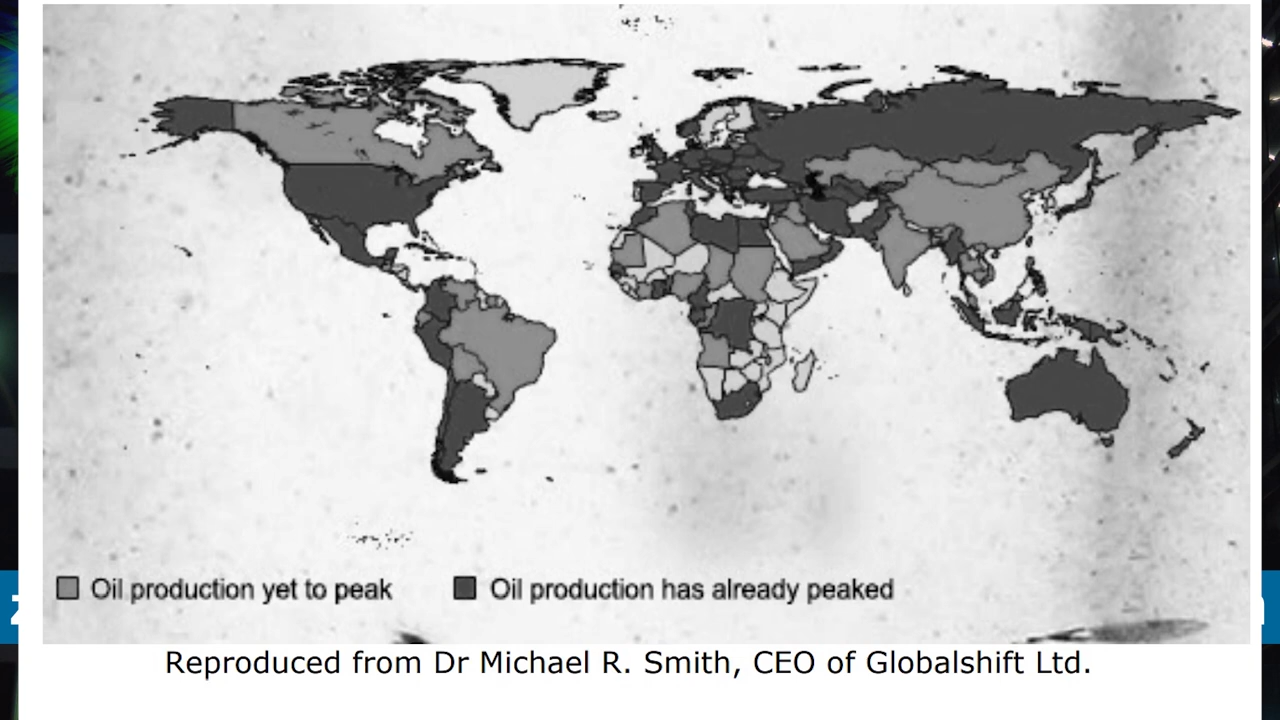 Oil production yet to peak
Oil production has already peaked
Reproduced from Dr Michael R. Smith, CEO of Globalshift Ltd.